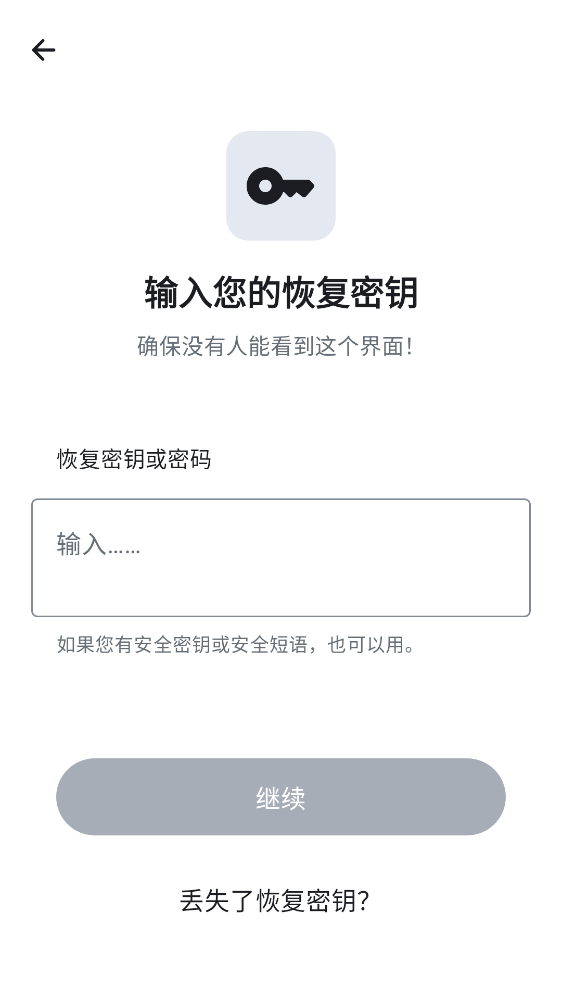 输入您的恢复密钥
确保没有人能看到这个界面！
恢复密钥或密码
输入……
如果您有安全密钥或安全短语，也可以用。
继续
丢失了恢复密钥？